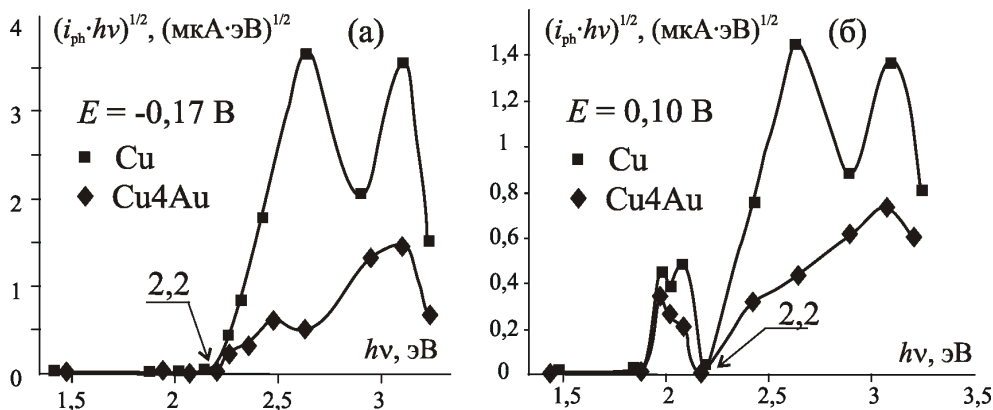 (i_ph·hν)^1/2, (мкА·эВ)^1/2 (а)
4
3
2
1
0
E = -0,17 В
Cu
Cu4Au
2,2
hν, эВ
1,5 2 2,5 3
(i_ph·hν)^1/2, (мкА·эВ)^1/2 (б)
1,4
1,2
1
0,8
0,6
0,4
0,2
0
E = 0,10 В
Cu
Cu4Au
2,2
hν, эВ
1,5 2 2,5 3 3,5